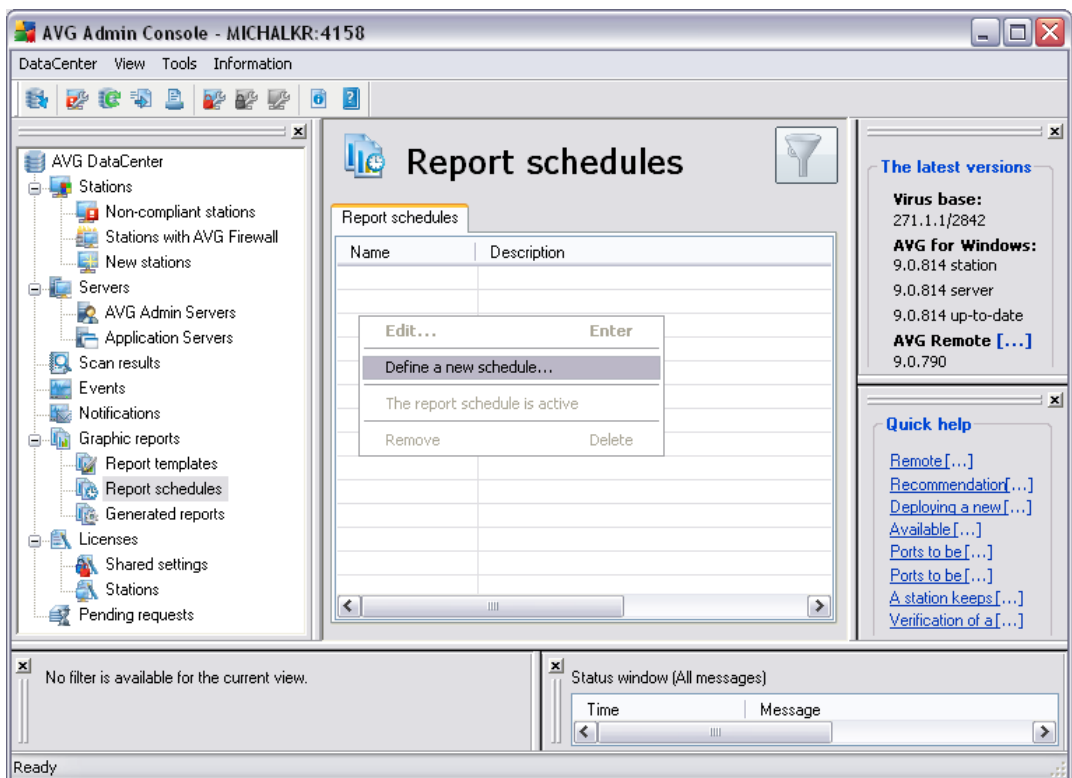 AVG Admin Console - MICHALKR:4158
DataCenter View Tools Information
AVG DataCenter
Stations
Non-compliant stations
Stations with AVG Firewall
New stations
Servers
AVG Admin Servers
Application Servers
Scan results
Events
Notifications
Graphic reports
Report templates
Report schedules
Generated reports
Licenses
Shared settings
Stations
Pending requests
Report schedules
Report schedules
Name Description
Edit... Enter
Define a new schedule...
The report schedule is active
Remove Delete
The latest versions
Virus base:
271.1.1/2842
AVG for Windows:
9.0.814 station
9.0.814 server
9.0.814 up-to-date
AVG Remote [...]
9.0.790
Quick help
Remote[...]
Recommendation[...]
Deploying a new[...]
Available[...]
Ports to be[...]
Ports to be[...]
A station keeps[...]
Verification of a[...]
No filter is available for the current view.
Status window (All messages)
Time Message
Ready